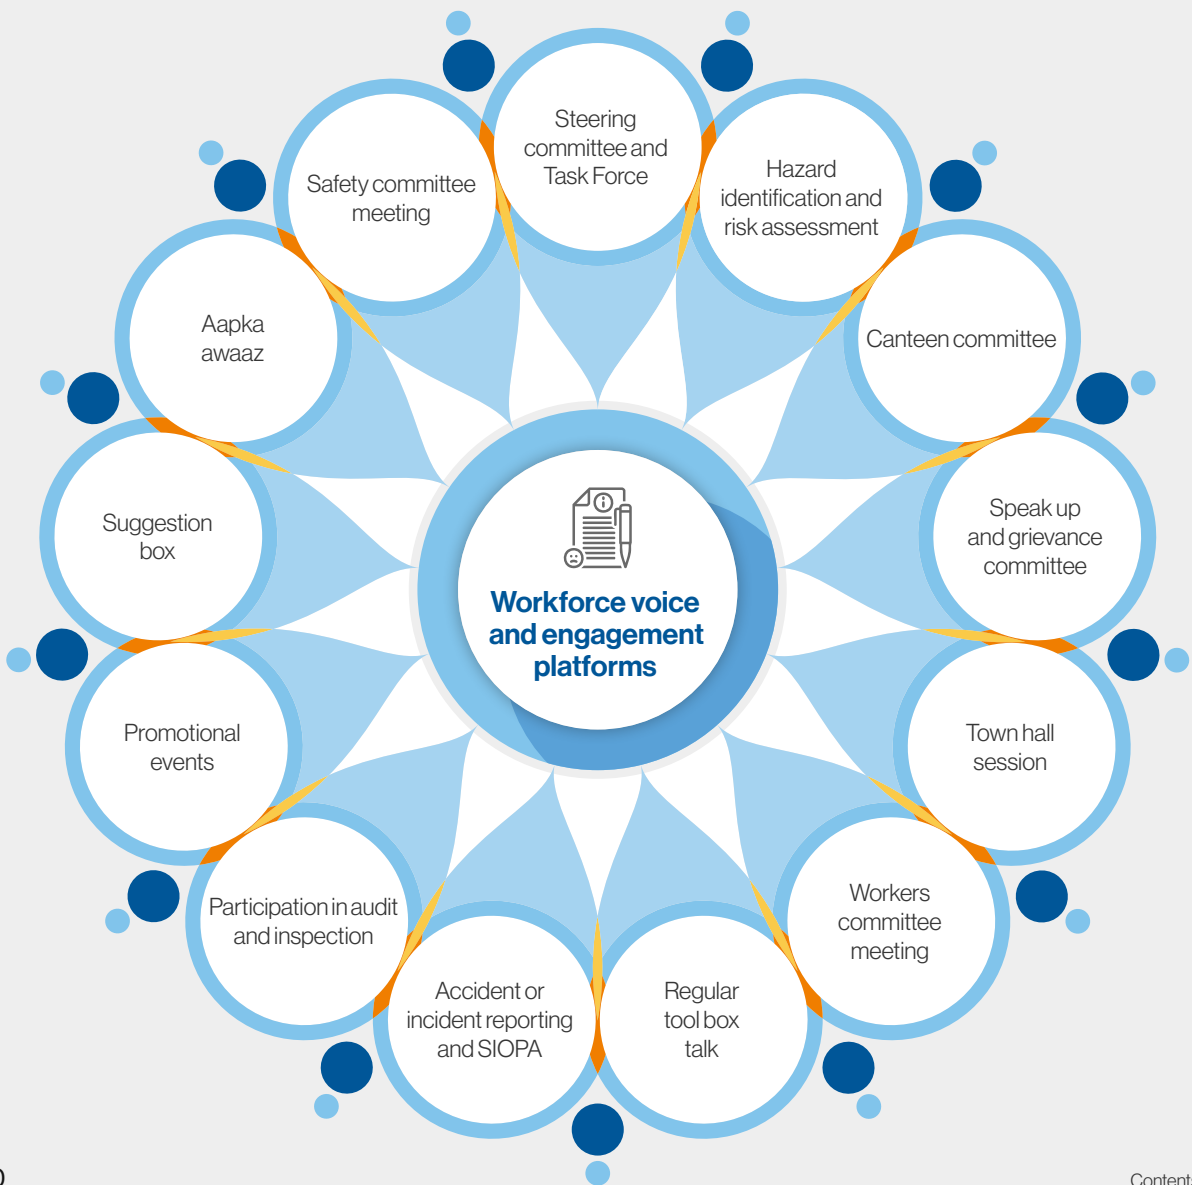 Steering
committee and
Task Force
Hazard
identification and
risk assessment
Canteen committee
Speak up
and grievance
committee
Town hall
session
Workers
committee
meeting
Regular
tool box
talk
Accident or
incident reporting
and SIOPA
Participation in audit
and inspection
Promotional
events
Suggestion
box
Aapka
awaaz
Safety committee
meeting
Workforce voice
and engagement
platforms
0
Content